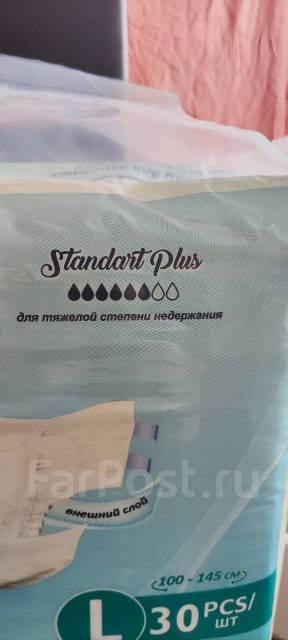 Standart Plus
для тяжелой степени недержания
FarPost.ru
внешний слой
100 - 145 см
L 30 PCS/
ШТ